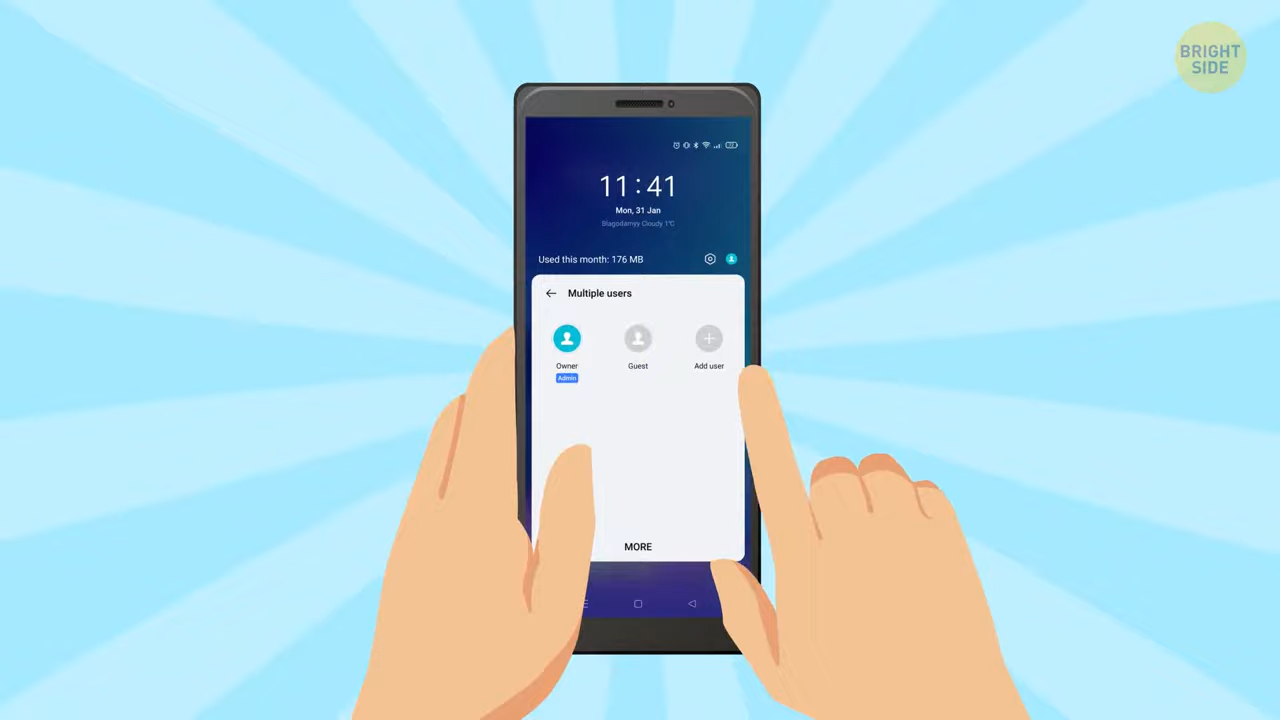 BRIGHT
SIDE
11:41
Mon, 31 Jan
Blagodarnyy Cloudy 1°C
Used this month: 176 MB
Multiple users
Owner
Guest
Add user
Admin
MORE